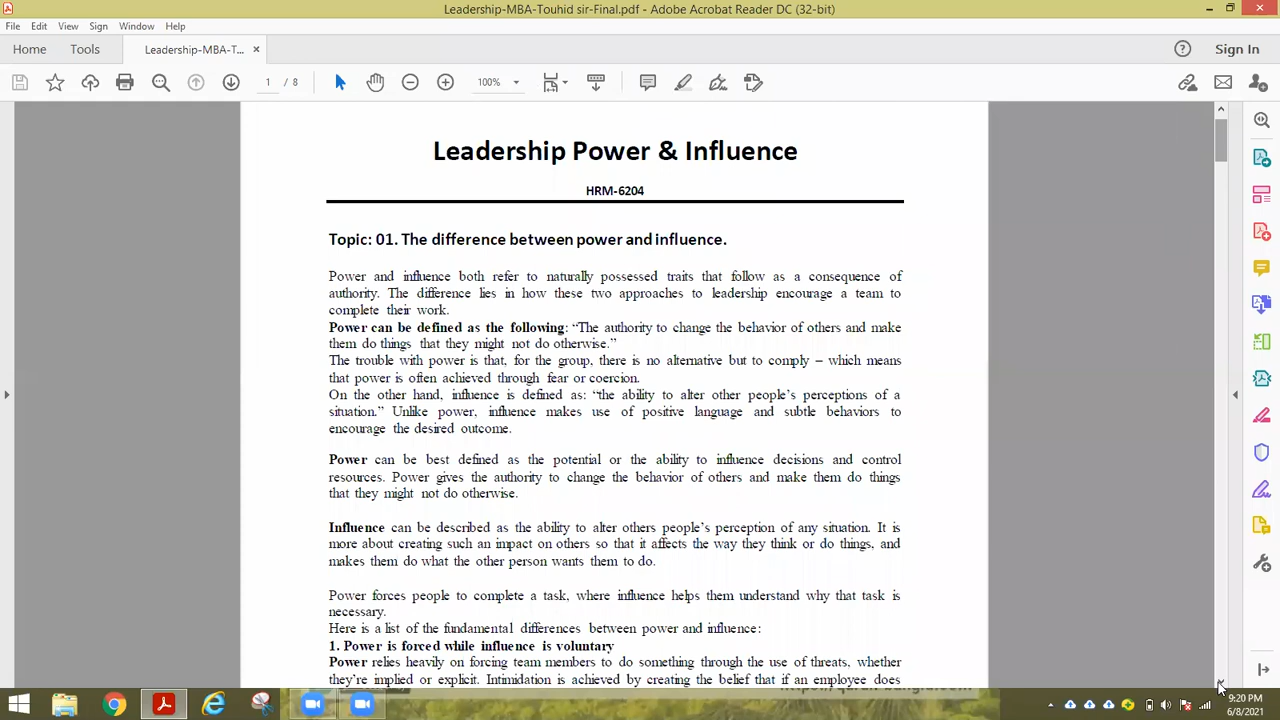 Leadership-MBA-Touhid sir-Final.pdf - Adobe Acrobat Reader DC (32-bit)
File Edit View Sign Window Help
Home Tools Leadership-MBA-T... × Sign In
1 / 8 100%
Leadership Power & Influence
HRM-6204
Topic: 01. The difference between power and influence.
Power and influence both refer to naturally possessed traits that follow as a consequence of
authority. The difference lies in how these two approaches to leadership encourage a team to
complete their work.
Power can be defined as the following: “The authority to change the behavior of others and make
them do things that they might not do otherwise.”
The trouble with power is that, for the group, there is no alternative but to comply – which means
that power is often achieved through fear or coercion.
On the other hand, influence is defined as: “the ability to alter other people’s perceptions of a
situation.” Unlike power, influence makes use of positive language and subtle behaviors to
encourage the desired outcome.
Power can be best defined as the potential or the ability to influence decisions and control
resources. Power gives the authority to change the behavior of others and make them do things
that they might not do otherwise.
Influence can be described as the ability to alter others people’s perception of any situation. It is
more about creating such an impact on others so that it affects the way they think or do things, and
makes them do what the other person wants them to do.
Power forces people to complete a task, where influence helps them understand why that task is
necessary.
Here is a list of the fundamental differences between power and influence:
1. Power is forced while influence is voluntary
Power relies heavily on forcing team members to do something through the use of threats, whether
they’re implied or explicit. Intimidation is achieved by creating the belief that if an employee does
9:20 PM
6/8/2021